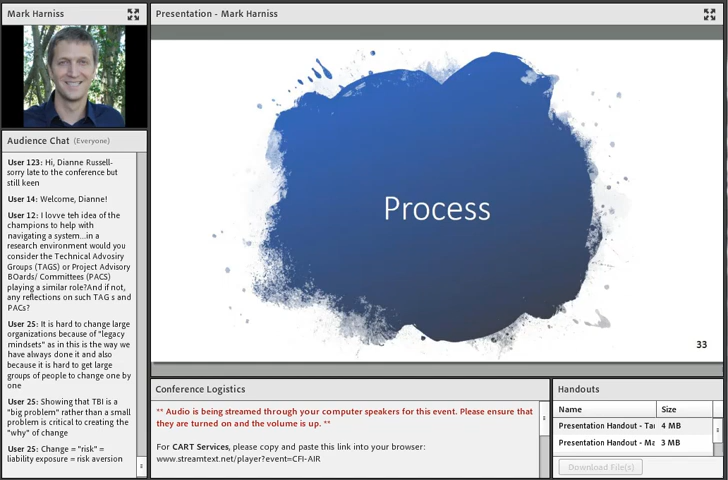 Mark Harniss
Presentation - Mark Harniss
Process
33
Audience Chat (Everyone)
User 123: Hi, Dianne Russell-
sorry late to the conference but
still keen
User 14: Welcome, Dianne!
User 12: I lovve teh idea of the
champions to help with
navigating a system...in a
research environment would you
consider the Technical Advosiry
Groups (TAGS) or Project Advisory
BOards/ Committees (PACS)
playing a similar role?And if not,
any reflections on such TAG s and
PACs?
User 25: It is hard to change large
organizations because of "legacy
mindsets" as in this is the way we
have always done it and also
because it is hard to get large
groups of people to change one by
one
User 25: Showing that TBI is a
"big problem" rather than a small
problem is critical to creating the
"why" of change
User 25: Change = "risk" =
liability exposure = risk aversion
Conference Logistics
** Audio is being streamed through your computer speakers for this event. Please ensure that
they are turned on and the volume is up. **
For CART Services, please copy and paste this link into your browser:
www.streamtext.net/player?event=CFI-AIR
Handouts
Name Size
Presentation Handout - Tai 4 MB
Presentation Handout - Ma 3 MB
Download File(s)